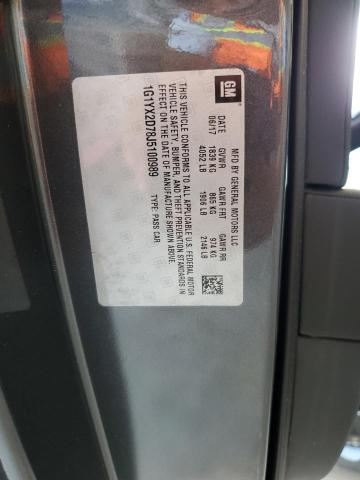 GM
MFD BY GENERAL MOTORS LLC
DATE GVWR GAWR FRT GAWR RR
06/17 1839 KG 865 KG 974 KG
4052 LB 1906 LB 2146 LB
THIS VEHICLE CONFORMS TO ALL APPLICABLE U.S. FEDERAL MOTOR
VEHICLE SAFETY, BUMPER, AND THEFT PREVENTION STANDARDS IN
EFFECT ON THE DATE OF MANUFACTURE SHOWN ABOVE.
1G1YX2D78J5100989 TYPE: PASS CAR